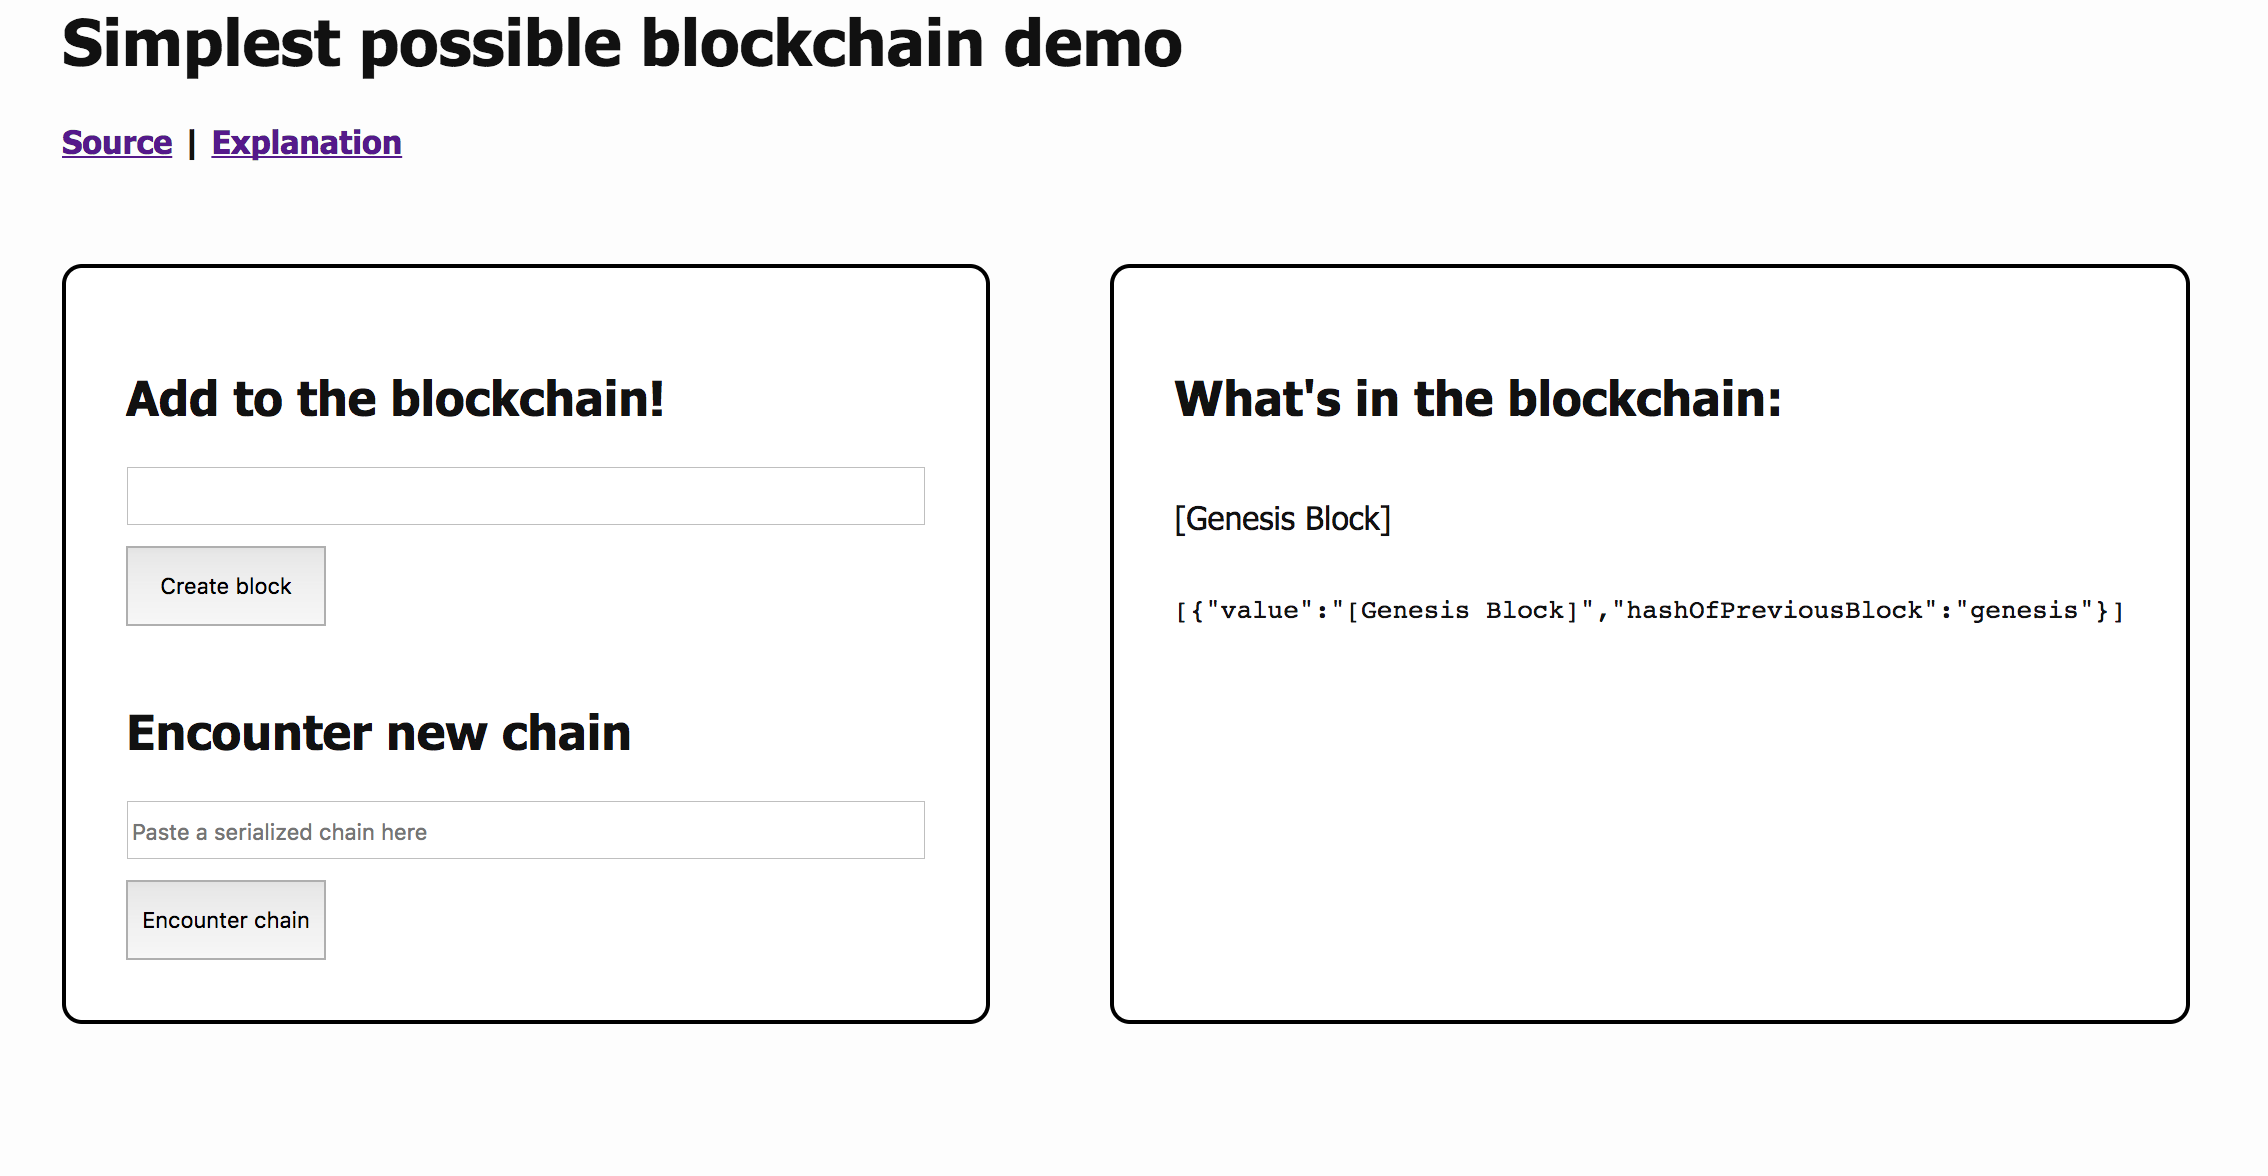 Simplest possible blockchain demo
Source | Explanation
Add to the blockchain!
Create block
Encounter new chain
Paste a serialized chain here
Encounter chain
What's in the blockchain:
[Genesis Block]
[{"value":"[Genesis Block]","hashOfPreviousBlock":"genesis"}]